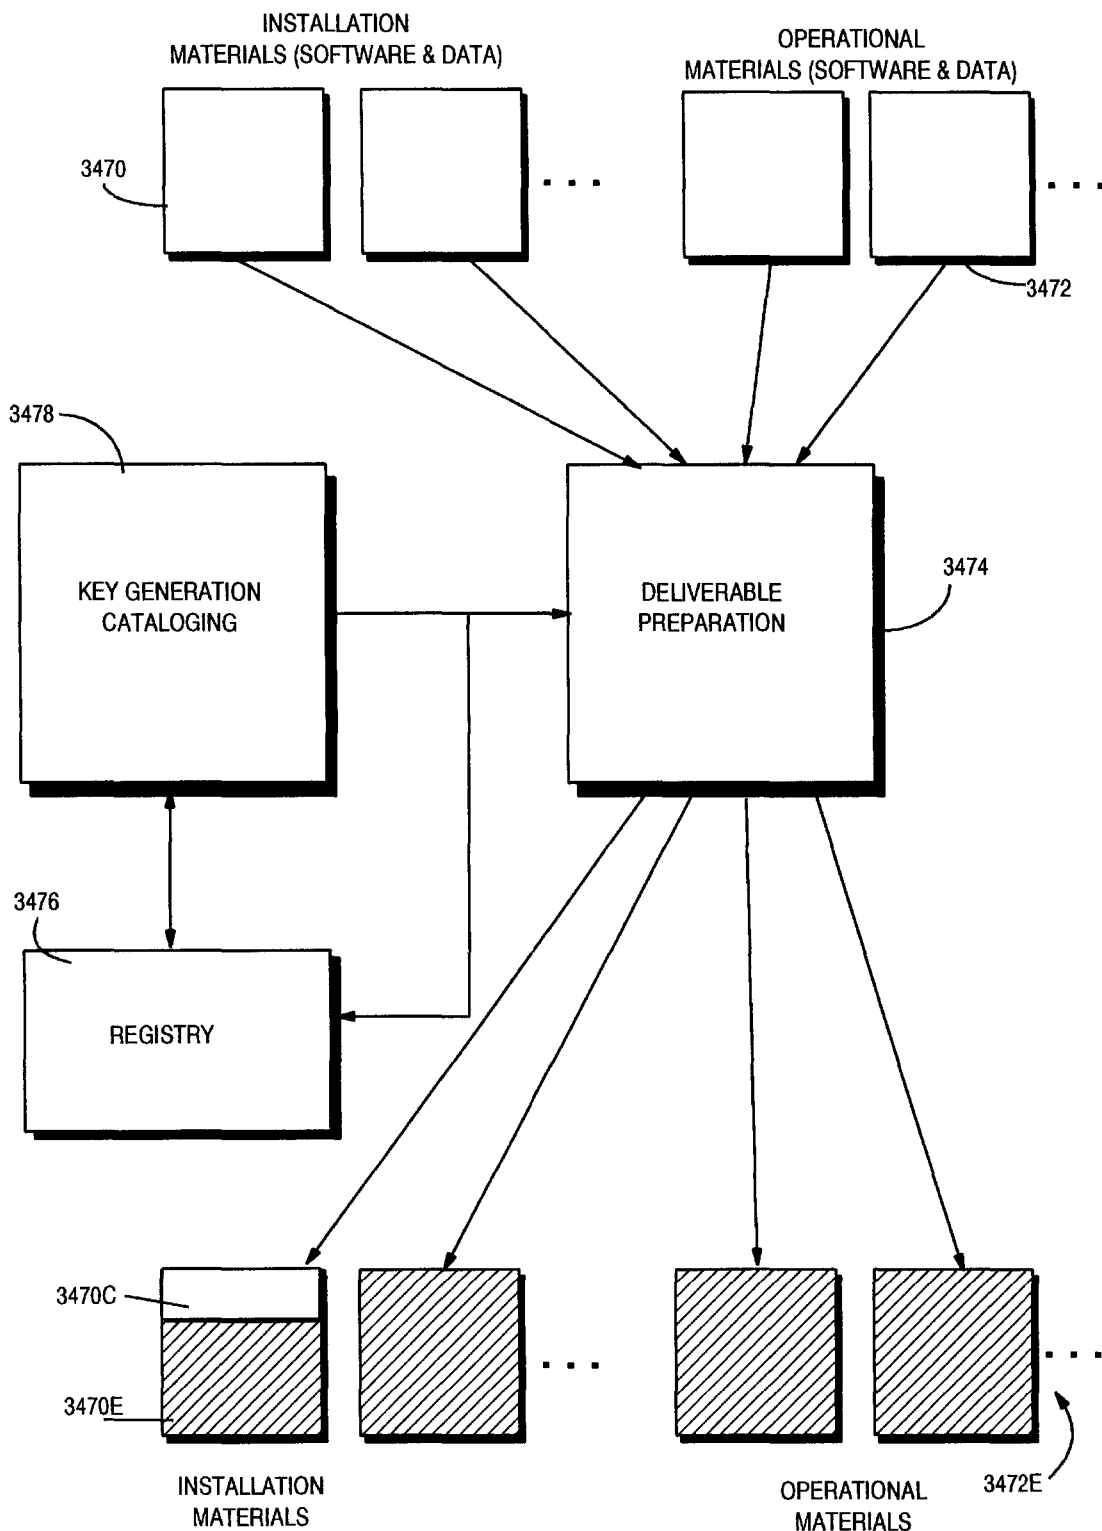 INSTALLATION
MATERIALS (SOFTWARE & DATA)
OPERATIONAL
MATERIALS (SOFTWARE & DATA)
3470
3472
3478
KEY GENERATION
CATALOGING
DELIVERABLE
PREPARATION
3474
3476
REGISTRY
3470C
3470E
3472E
INSTALLATION
MATERIALS
OPERATIONAL
MATERIALS